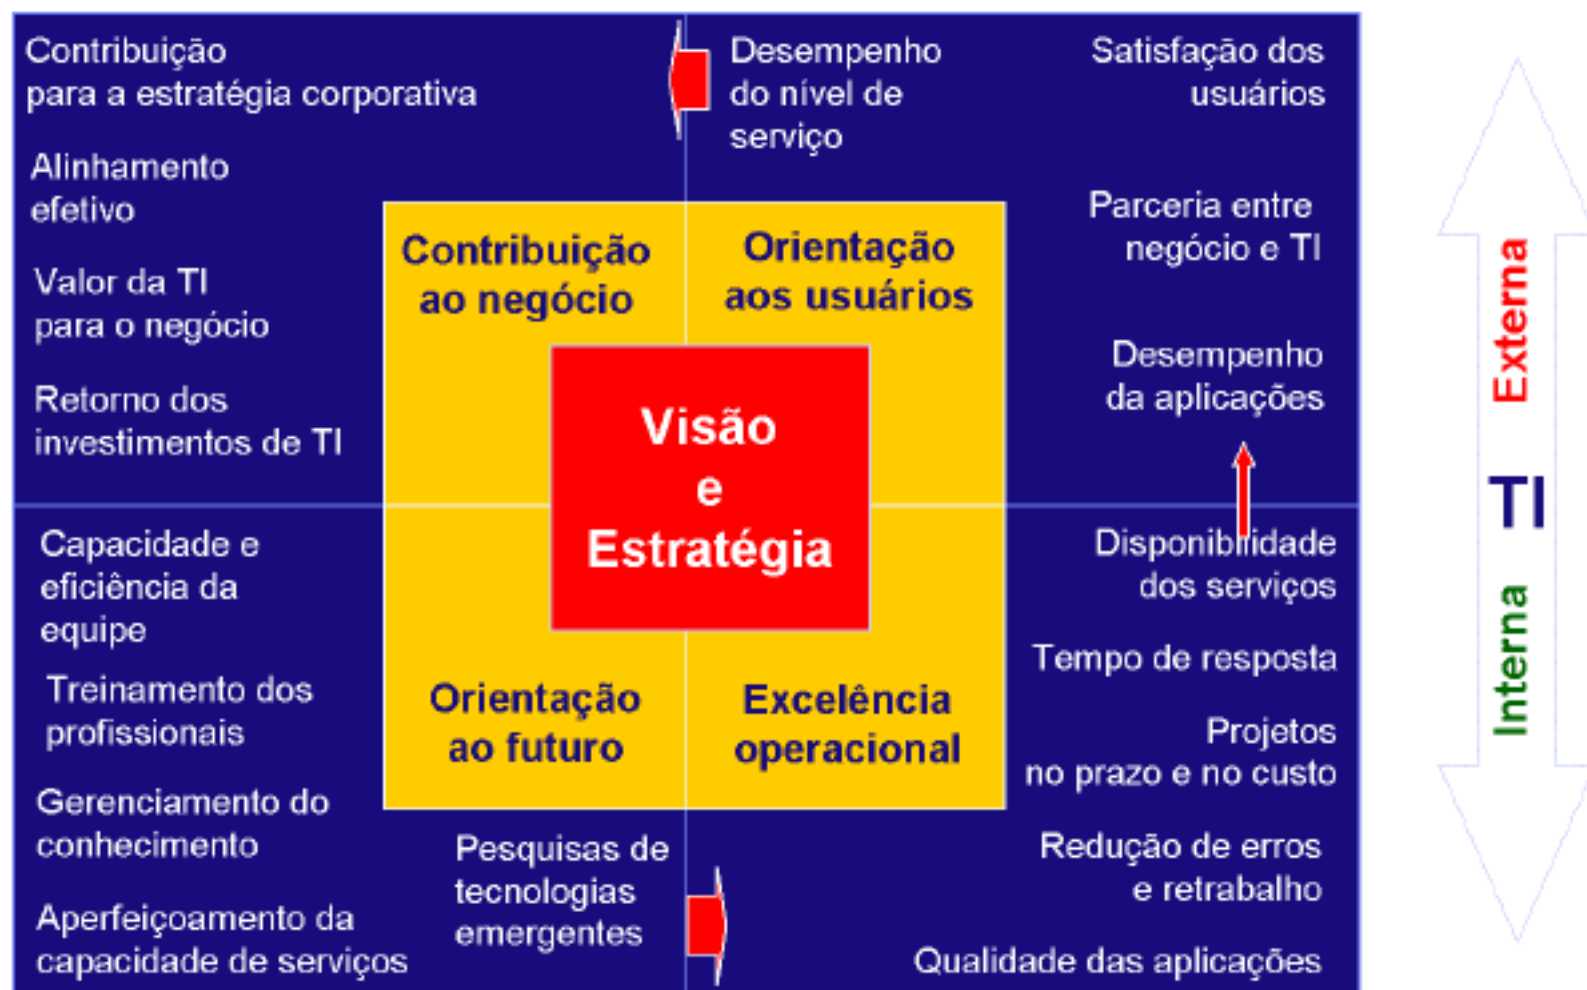 Contribuição
para a estratégia corporativa
Alinhamento
efetivo
Valor da TI
para o negócio
Retorno dos
investimentos de TI
Desempenho
do nível de
serviço
Satisfação dos
usuários
Parceria entre
negócio e TI
Desempenho
da aplicações
Contribuição
ao negócio
Orientação
aos usuários
Visão
e
Estratégia
Orientação
ao futuro
Excelência
operacional
Capacidade e
eficiência da
equipe
Treinamento dos
profissionais
Gerenciamento do
conhecimento
Aperfeiçoamento da
capacidade de serviços
Pesquisas de
tecnologias
emergentes
Disponibilidade
dos serviços
Tempo de resposta
Projetos
no prazo e no custo
Redução de erros
e retrabalho
Qualidade das aplicações
Externa
TI
Interna